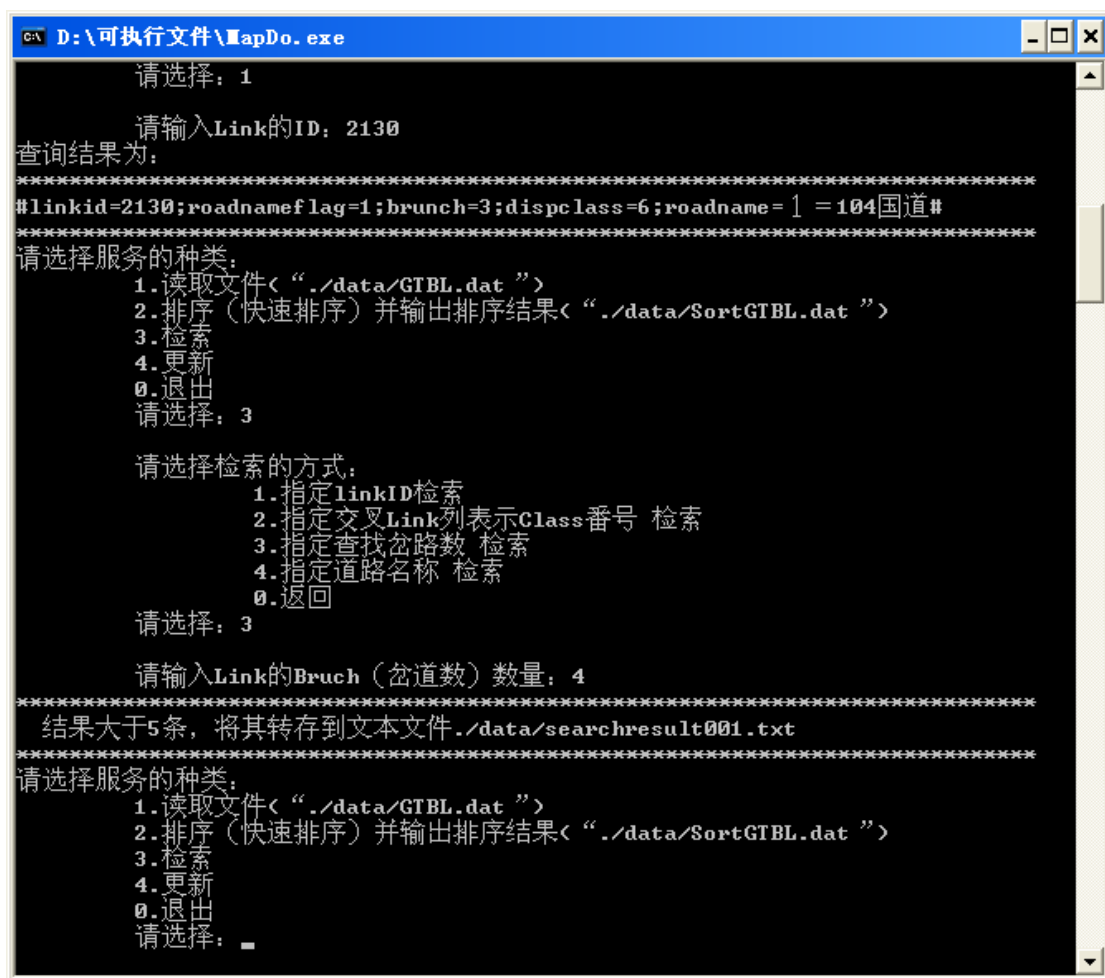 D:\可执行文件\MapDo.exe
请选择：1
请输入Link的ID：2130
查询结果为：
****************************************************************************
#linkid=2130;roadnameflag=1;brunch=3;dispclass=6;roadname=１＝104国道#
****************************************************************************
请选择服务的种类：
1.读取文件(“./data/GTBL.dat ”)
2.排序（快速排序）并输出排序结果(“./data/SortGTBL.dat ”)
3.检索
4.更新
0.退出
请选择：3
请选择检索的方式：
1.指定linkID检索
2.指定交叉Link列表示Class番号 检索
3.指定查找岔路数 检索
4.指定道路名称 检索
0.返回
请选择：3
请输入Link的Bruch（岔道数）数量：4
****************************************************************************
结果大于5条，将其转存到文本文件./data/searchresult001.txt
****************************************************************************
请选择服务的种类：
1.读取文件(“./data/GTBL.dat ”)
2.排序（快速排序）并输出排序结果(“./data/SortGTBL.dat ”)
3.检索
4.更新
0.退出
请选择：